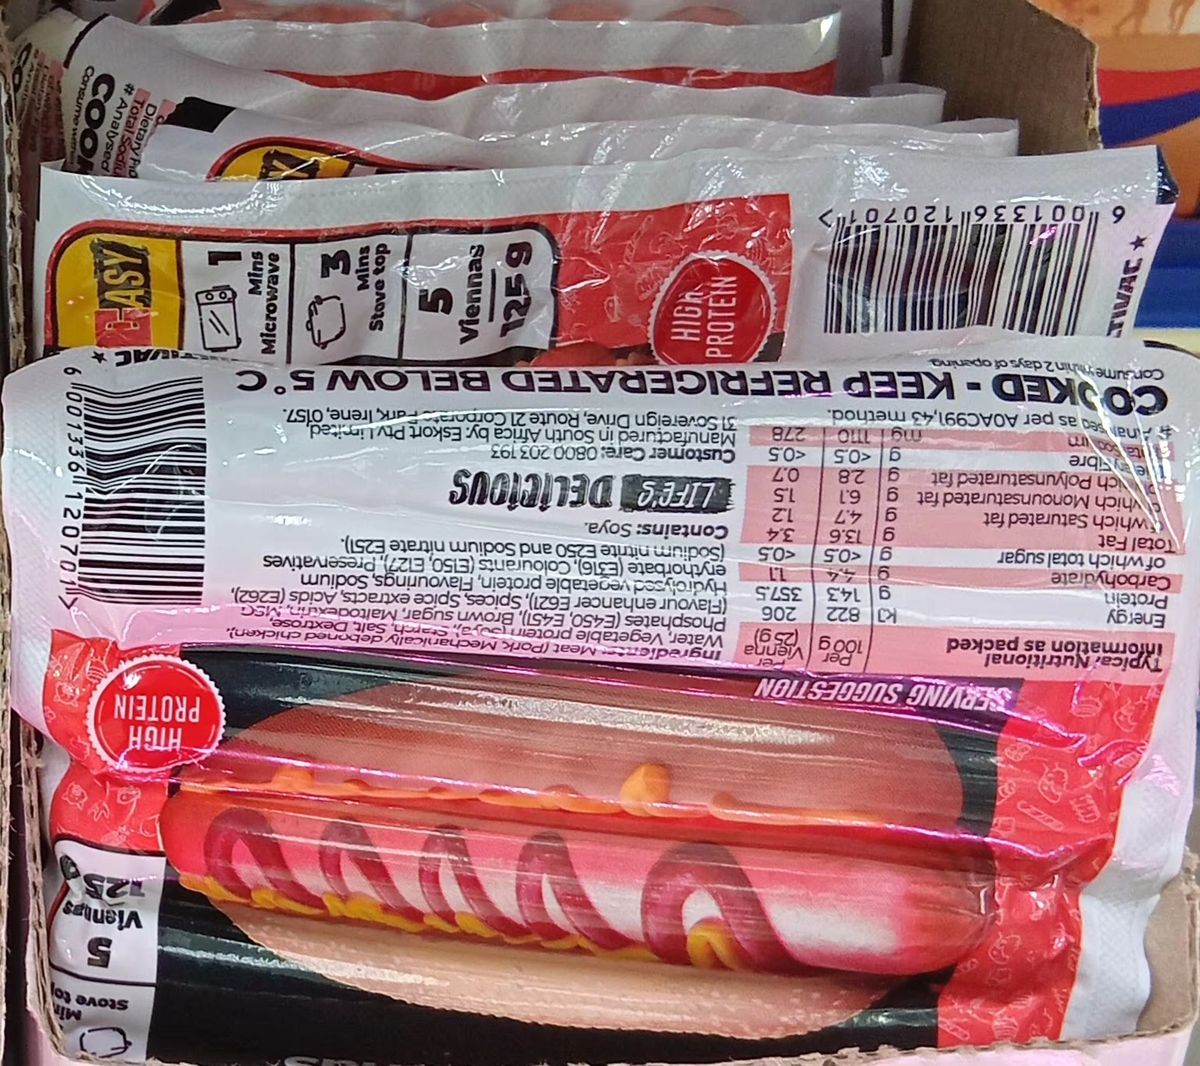 COOKED - KEEP REFRIGERATED BELOW 5°C
Consume within 2 days of opening
EASY
1
Mins
Microwave
3
Mins
Stove top
5
Viennas
125 g
HIGH
PROTEIN
6 001336 120701 >
Typical Nutritional
Information as packed
Per
100 g
Per
Vienna
(25 g)
Energy kJ 822 206
Protein g 14.3 357.5
Carbohydrate g 4.4 1.1
of which total sugar g <0.5 <0.5
Total Fat g 13.6 3.4
of which Saturated fat g 4.7 1.2
of which Monounsaturated fat g 6.1 1.5
of which Polyunsaturated fat g 2.8 0.7
Fibre g <0.5 <0.5
mg 1110 278
# Analysed as per AOAC991,43 method.
Ingredients: Meat (Pork, Mechanically deboned chicken),
Water, Vegetable protein (soya), Starch, Salt, Dextrose,
Phosphates (E450, E451), Brown sugar, Maltodextrin, MSG
(Flavour enhancer E621), Spices, Spice extracts, Acids (E262),
Hydrolysed vegetable protein, Flavourings, Sodium
erythorbate (E316), Colourants (E150, E127), Preservatives
(Sodium nitrite E250 and Sodium nitrate E251).
Contains: Soya.
LIFE'S DELICIOUS
Customer Care: 0800 203 193
Manufactured in South Africa by: Eskort Pty Limited,
31 Sovereign Drive, Route 21 Corporate Park, Irene, 0157.
6 001336 120701 >
SERVING SUGGESTION
HIGH
PROTEIN
5
Viennas
Stove